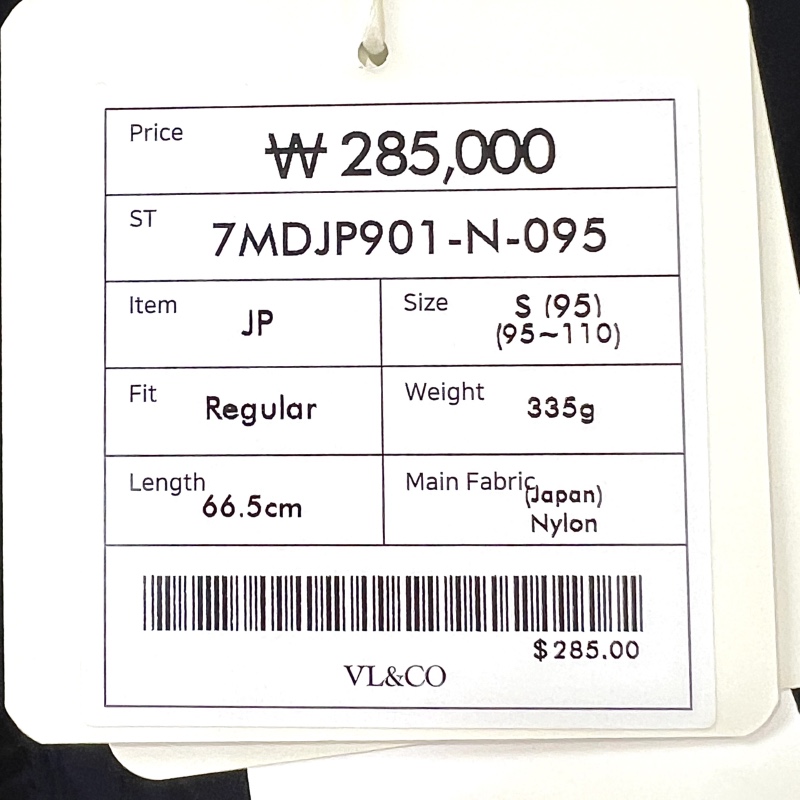 Price
₩ 285,000
ST
7MDJP901-N-095
Item
JP
Size
S (95)
(95~110)
Fit
Regular
Weight
335g
Length
66.5cm
Main Fabric
(Japan)
Nylon
$285.00
VL&CO